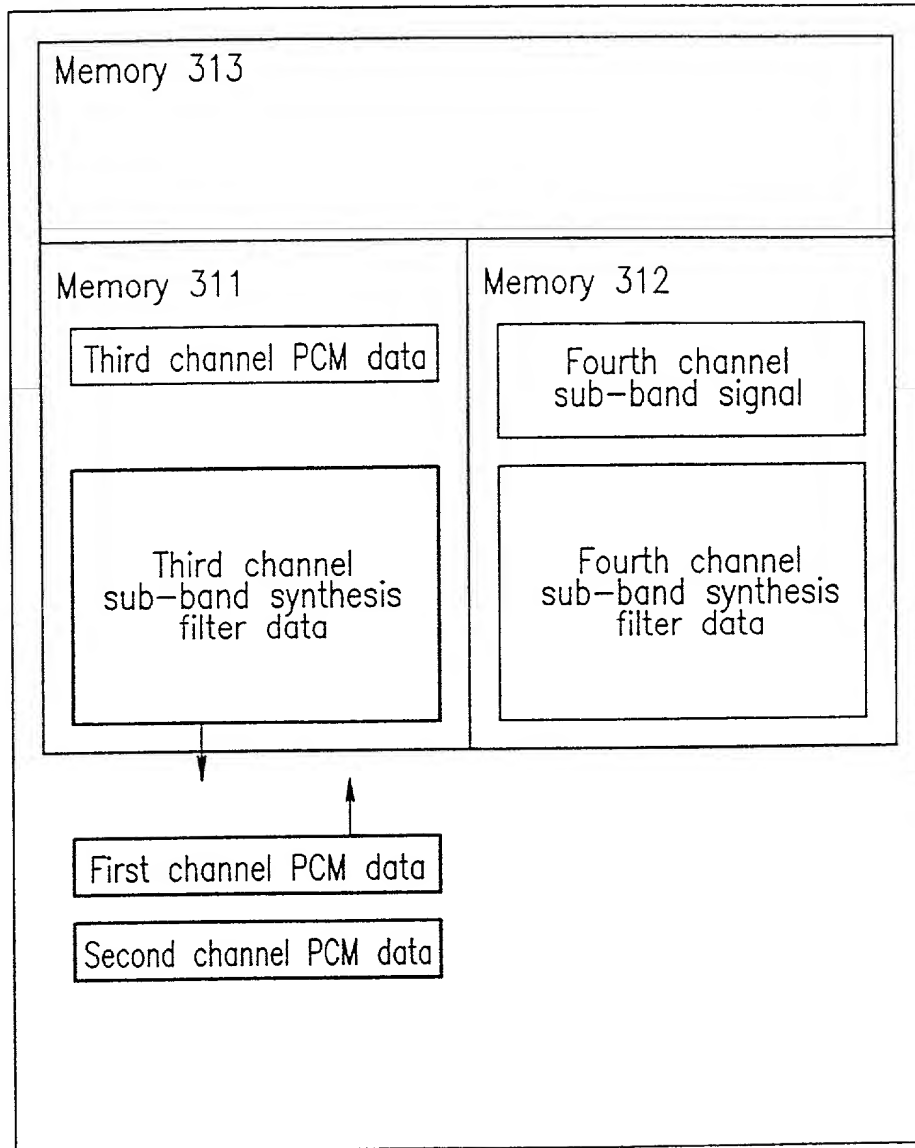 Memory 313
Memory 311
Third channel PCM data
Third channel
sub-band synthesis
filter data
Memory 312
Fourth channel
sub-band signal
Fourth channel
sub-band synthesis
filter data
First channel PCM data
Second channel PCM data